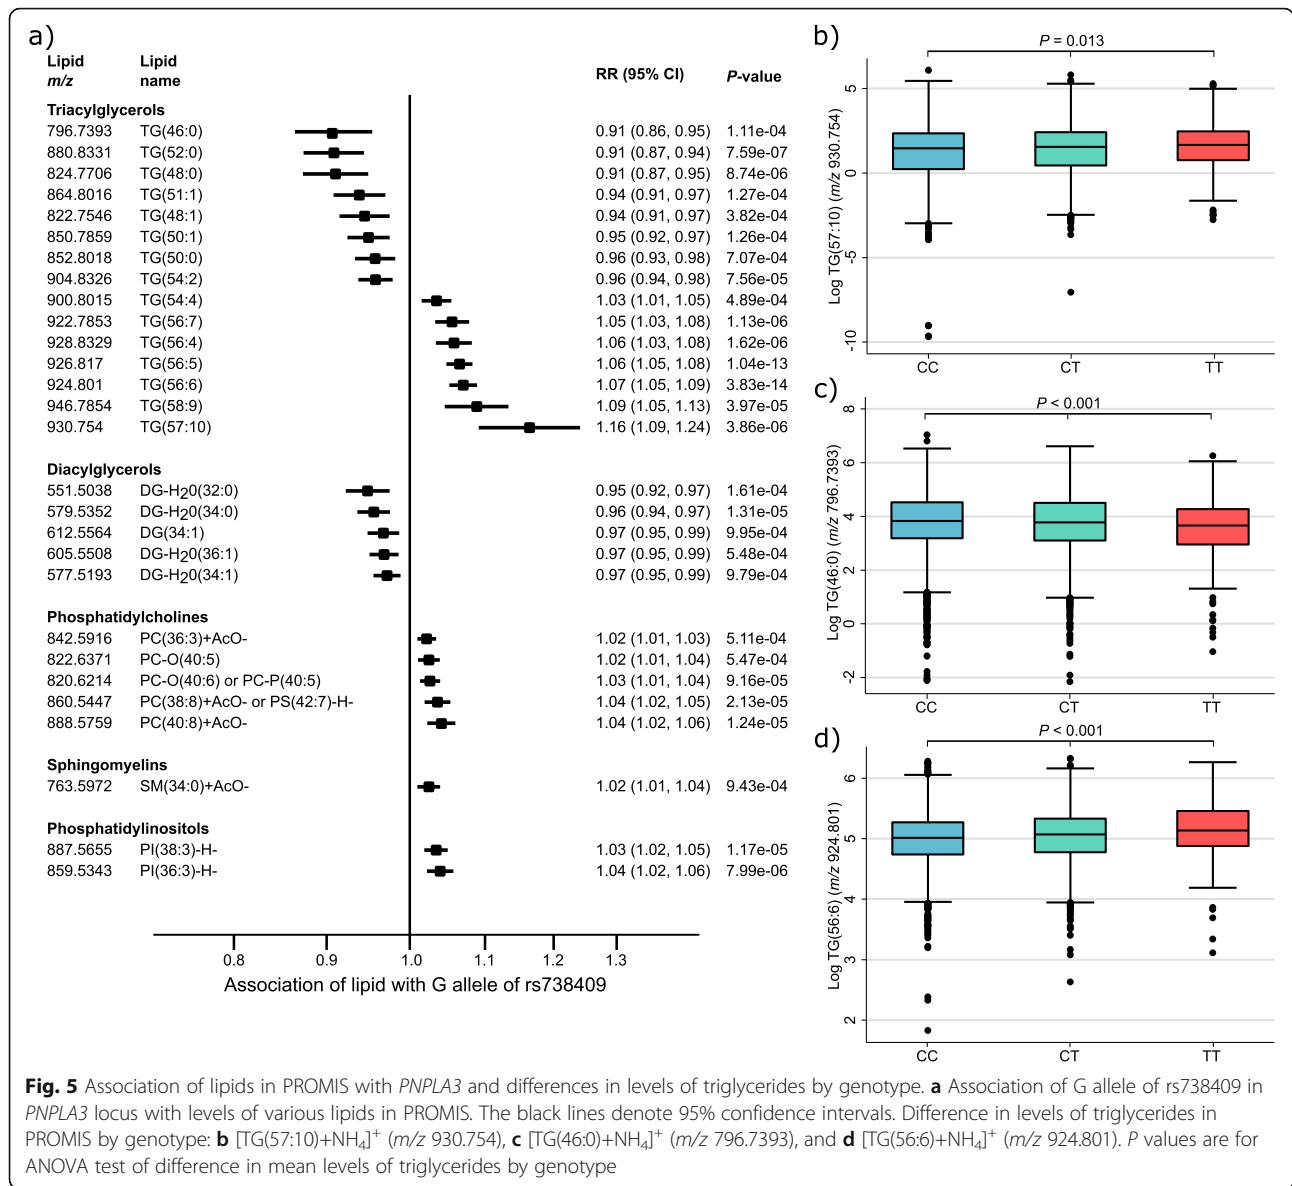 a)
Lipid Lipid
m/z name RR (95% CI) P-value
Triacylglycerols
796.7393 TG(46:0) 0.91 (0.86, 0.95) 1.11e-04
880.8331 TG(52:0) 0.91 (0.87, 0.94) 7.59e-07
824.7706 TG(48:0) 0.91 (0.87, 0.95) 8.74e-06
864.8016 TG(51:1) 0.94 (0.91, 0.97) 1.27e-04
822.7546 TG(48:1) 0.94 (0.91, 0.97) 3.82e-04
850.7859 TG(50:1) 0.95 (0.92, 0.97) 1.26e-04
852.8018 TG(50:0) 0.96 (0.93, 0.98) 7.07e-04
904.8326 TG(54:2) 0.96 (0.94, 0.98) 7.56e-05
900.8015 TG(54:4) 1.03 (1.01, 1.05) 4.89e-04
922.7853 TG(56:7) 1.05 (1.03, 1.08) 1.13e-06
928.8329 TG(56:4) 1.06 (1.03, 1.08) 1.62e-06
926.817 TG(56:5) 1.06 (1.05, 1.08) 1.04e-13
924.801 TG(56:6) 1.07 (1.05, 1.09) 3.83e-14
946.7854 TG(58:9) 1.09 (1.05, 1.13) 3.97e-05
930.754 TG(57:10) 1.16 (1.09, 1.24) 3.86e-06
Diacylglycerols
551.5038 DG-H20(32:0) 0.95 (0.92, 0.97) 1.61e-04
579.5352 DG-H20(34:0) 0.96 (0.94, 0.97) 1.31e-05
612.5564 DG(34:1) 0.97 (0.95, 0.99) 9.95e-04
605.5508 DG-H20(36:1) 0.97 (0.95, 0.99) 5.48e-04
577.5193 DG-H20(34:1) 0.97 (0.95, 0.99) 9.79e-04
Phosphatidylcholines
842.5916 PC(36:3)+AcO- 1.02 (1.01, 1.03) 5.11e-04
822.6371 PC-O(40:5) 1.02 (1.01, 1.04) 5.47e-04
820.6214 PC-O(40:6) or PC-P(40:5) 1.03 (1.01, 1.04) 9.16e-05
860.5447 PC(38:8)+AcO- or PS(42:7)-H- 1.04 (1.02, 1.05) 2.13e-05
888.5759 PC(40:8)+AcO- 1.04 (1.02, 1.06) 1.24e-05
Sphingomyelins
763.5972 SM(34:0)+AcO- 1.02 (1.01, 1.04) 9.43e-04
Phosphatidylinositols
887.5655 PI(38:3)-H- 1.03 (1.02, 1.05) 1.17e-05
859.5343 PI(36:3)-H- 1.04 (1.02, 1.06) 7.99e-06
0.8 0.9 1.0 1.1 1.2 1.3
Association of lipid with G allele of rs738409
b)
P = 0.013
Log TG(57:10) (m/z 930.754)
5
0
-5
-10
CC CT TT
c)
P < 0.001
Log TG(46:0) (m/z 796.7393)
8
6
4
2
0
-2
CC CT TT
d)
P < 0.001
Log TG(56:6) (m/z 924.801)
6
5
4
3
2
CC CT TT
Fig. 5 Association of lipids in PROMIS with PNPLA3 and differences in levels of triglycerides by genotype. a Association of G allele of rs738409 in
PNPLA3 locus with levels of various lipids in PROMIS. The black lines denote 95% confidence intervals. Difference in levels of triglycerides in
PROMIS by genotype: b [TG(57:10)+NH4]+ (m/z 930.754), c [TG(46:0)+NH4]+ (m/z 796.7393), and d [TG(56:6)+NH4]+ (m/z 924.801). P values are for
ANOVA test of difference in mean levels of triglycerides by genotype